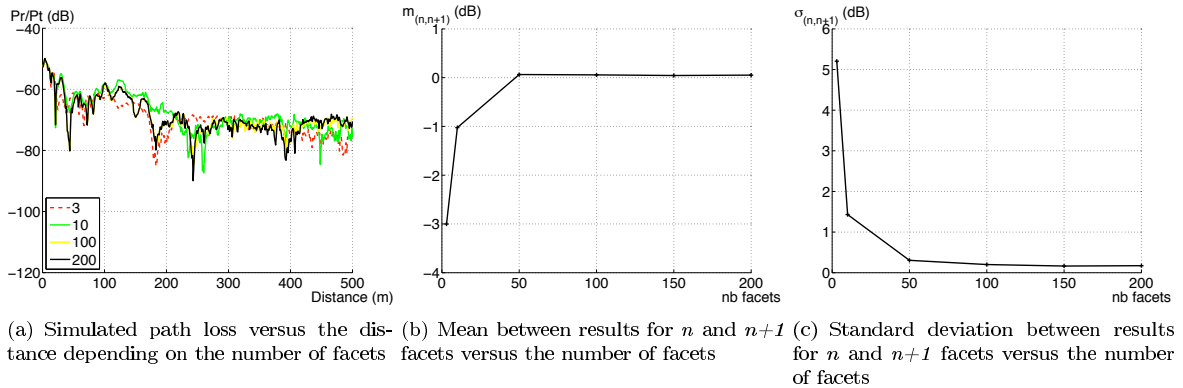 Pr/Pt (dB)
−40
−60
−80
−100
−120
0
100
200
300
400
500
Distance (m)
3
10
100
200
m(n,n+1) (dB)
1
0
−1
−2
−3
−4
0
50
100
150
200
nb facets
σ(n,n+1) (dB)
6
5
4
3
2
1
0
0
50
100
150
200
nb facets
(a) Simulated path loss versus the dis-
tance depending on the number of facets
(b) Mean between results for n and n+1
facets versus the number of facets
(c) Standard deviation between results
for n and n+1 facets versus the number
of facets